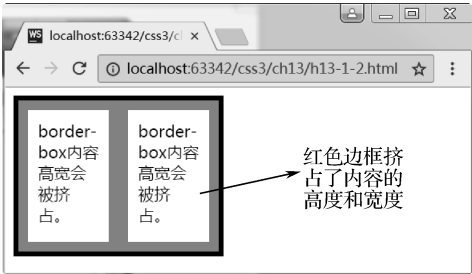 WS localhost:63342/css3/ch
localhost:63342/css3/ch13/h13-1-2.html
border-
box内容
高宽会
被挤
占。
border-
box内容
高宽会
被挤
占。
红色边框挤
占了内容的
高度和宽度